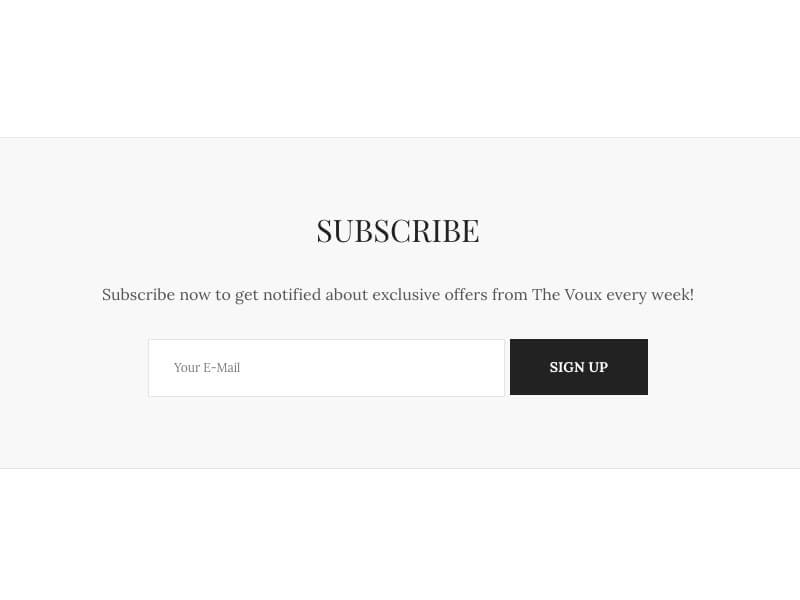 SUBSCRIBE
Subscribe now to get notified about exclusive offers from The Voux every week!
Your E-Mail
SIGN UP